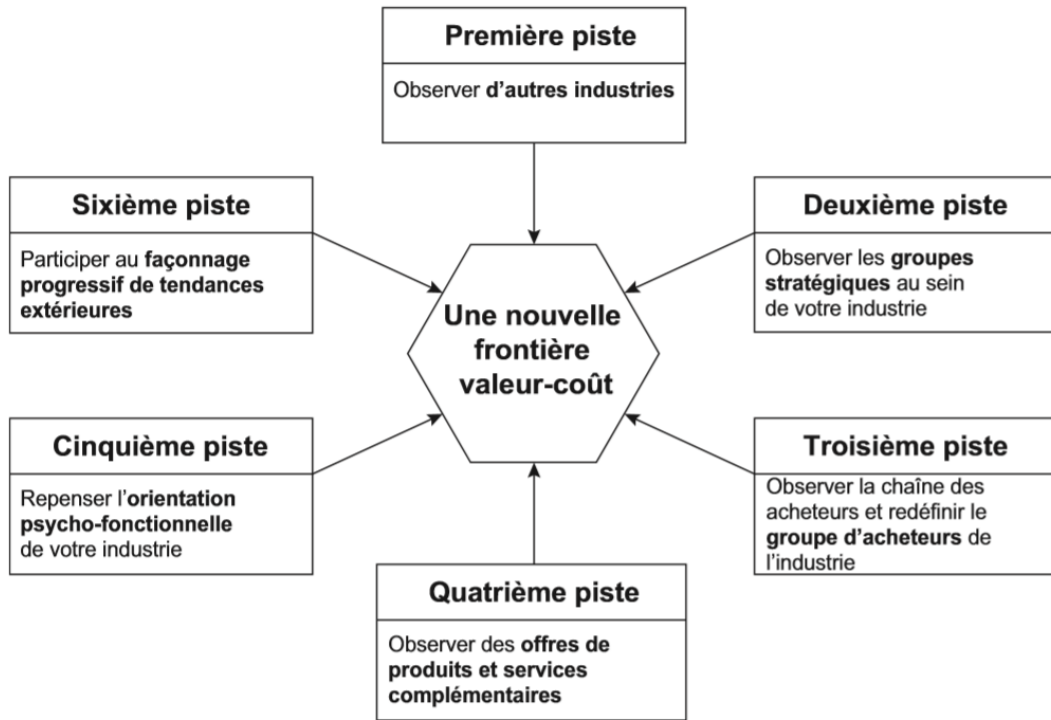 Première piste
Observer d'autres industries
Sixième piste
Participer au façonnage
progressif de tendances
extérieures
Deuxième piste
Observer les groupes
stratégiques au sein
de votre industrie
Une nouvelle
frontière
valeur-coût
Cinquième piste
Repenser l'orientation
psycho-fonctionnelle
de votre industrie
Troisième piste
Observer la chaîne des
acheteurs et redéfinir le
groupe d'acheteurs de
l'industrie
Quatrième piste
Observer des offres de
produits et services
complémentaires